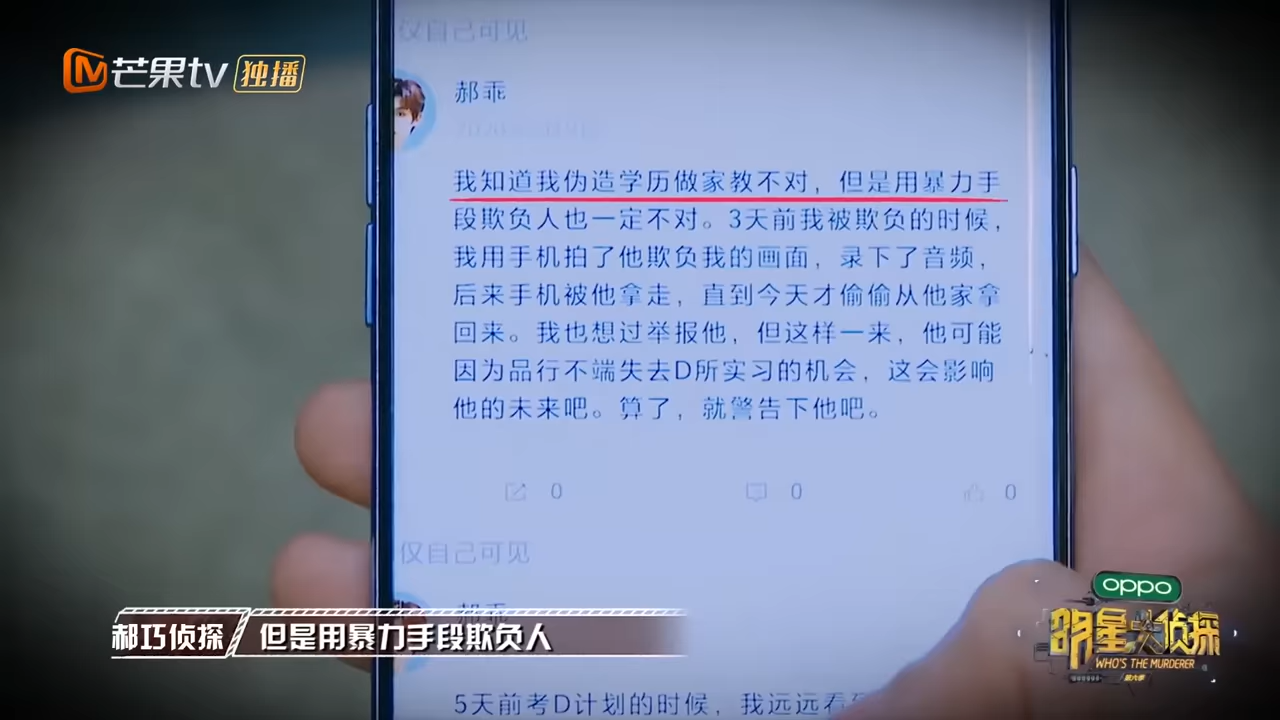 仅自己可见
芒果tv 独播
郝乖
我知道我伪造学历做家教不对，但是用暴力手
段欺负人也一定不对。3天前我被欺负的时候，
我用手机拍了他欺负我的画面，录下了音频，
后来手机被他拿走，直到今天才偷偷从他家拿
回来。我也想过举报他，但这样一来，他可能
因为品行不端失去D所实习的机会，这会影响
他的未来吧。算了，就警告下他吧。
0 0 0
仅自己可见
郝乖
郝巧侦探 但是用暴力手段欺负人
5天前考D计划的时候，我远远看到
oppo
明星大侦探
WHO'S THE MURDERER
第六季